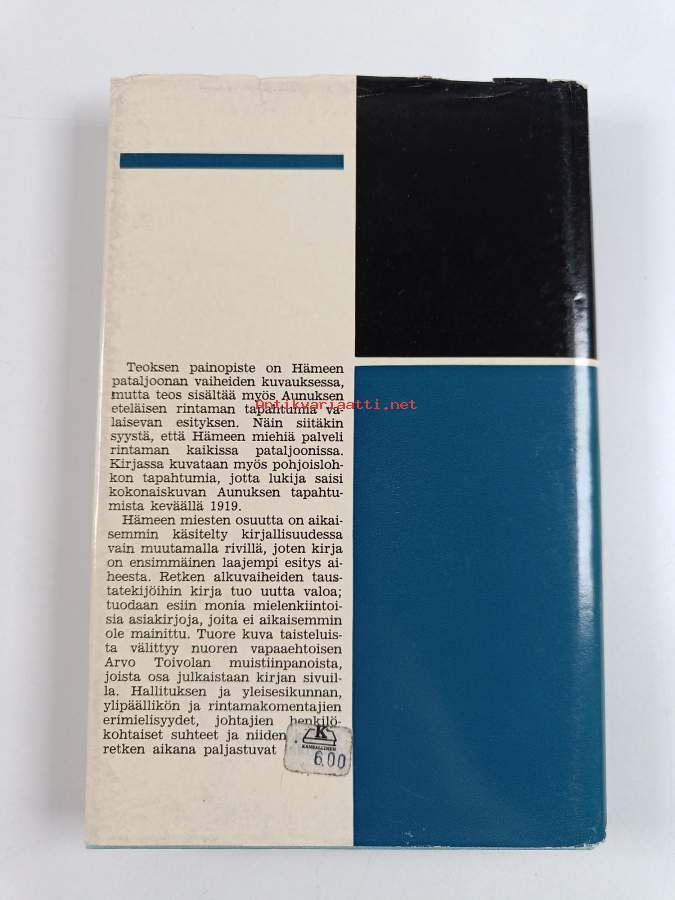 Teoksen painopiste on Hämeen
pataljoonan vaiheiden kuvauksessa,
mutta teos sisältää myös Aunuksen
eteläisen rintaman tapahtumia va-
laisevan esityksen. Näin siitäkin
syystä, että Hämeen miehiä palveli
rintaman kaikissa pataljoonissa.
Kirjassa kuvataan myös pohjoisloh-
kon tapahtumia, jotta lukija saisi
kokonaiskuvan Aunuksen tapahtu-
mista keväällä 1919.
Hämeen miesten osuutta on aikai-
semmin käsitelty kirjallisuudessa
vain muutamalla rivillä, joten kirja
on ensimmäinen laajempi esitys ai-
heesta. Retken alkuvaiheiden taus-
tatekijöihin kirja tuo uutta valoa;
tuodaan esiin monia mielenkiintoi-
sia asiakirjoja, joita ei aikaisemmin
ole mainittu. Tuore kuva taisteluis-
ta välittyy nuoren vapaaehtoisen
Arvo Toivolan muistiinpanoista,
joista osa julkaistaan kirjan sivuil-
la. Hallituksen ja yleisesikunnan,
ylipäällikön ja rintamakomentajien
erimielisyydet, johtajien henkilö-
kohtaiset suhteet ja niiden
retken aikana paljastuvat
Antikvariaatti.net
K
KANSALLINEN
6.00